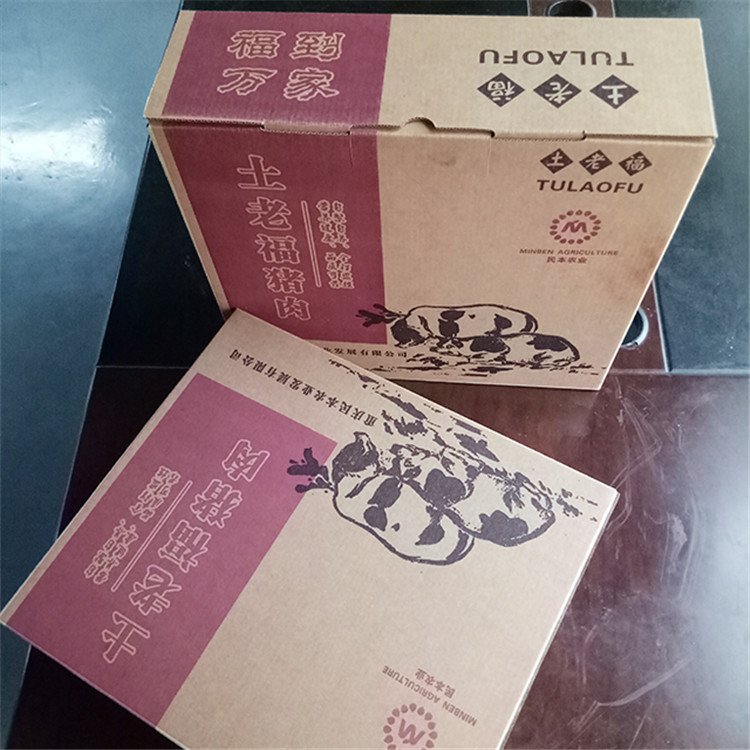 福到
万家
土老福
TULAOFU
土老福
TULAOFU
MINBEN AGRICULTURE
民本农业
土老福猪肉
业发展有限公司
重庆民本农业发展有限公司
土老福猪肉
MINBEN AGRICULTURE
民本农业